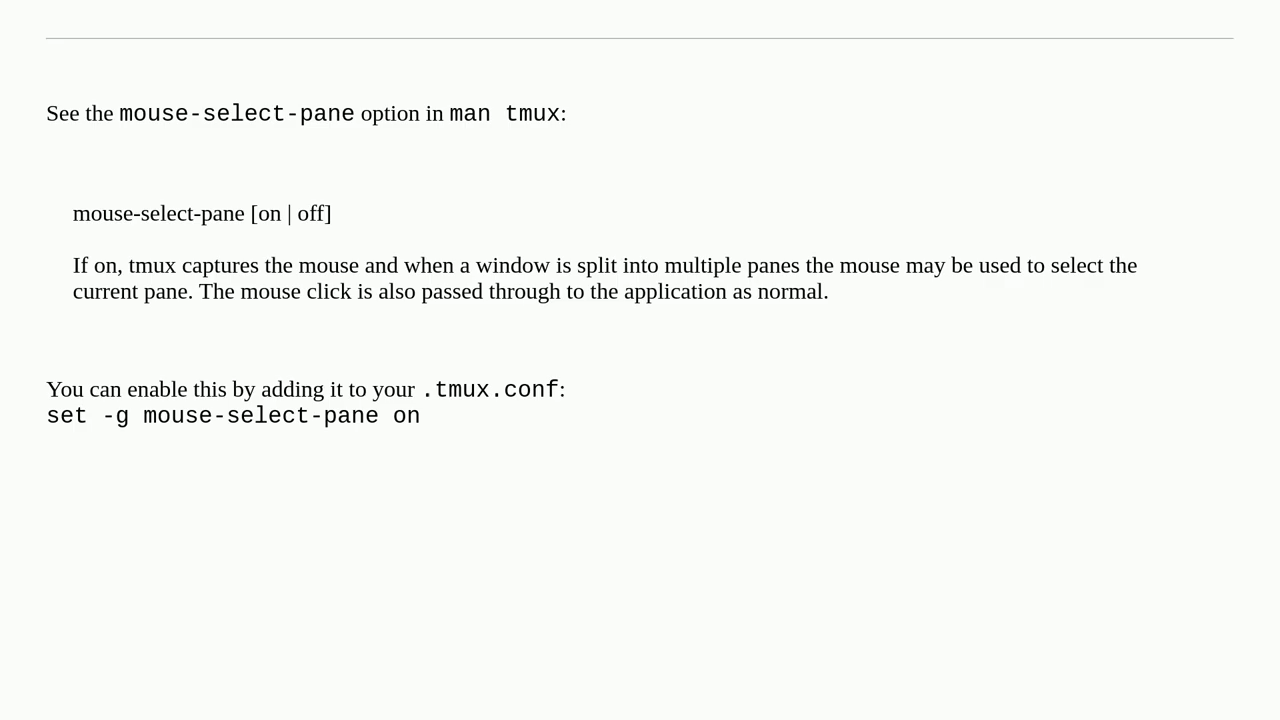 See the mouse-select-pane option in man tmux:
mouse-select-pane [on | off]
If on, tmux captures the mouse and when a window is split into multiple panes the mouse may be used to select the
current pane. The mouse click is also passed through to the application as normal.
You can enable this by adding it to your .tmux.conf:
set -g mouse-select-pane on